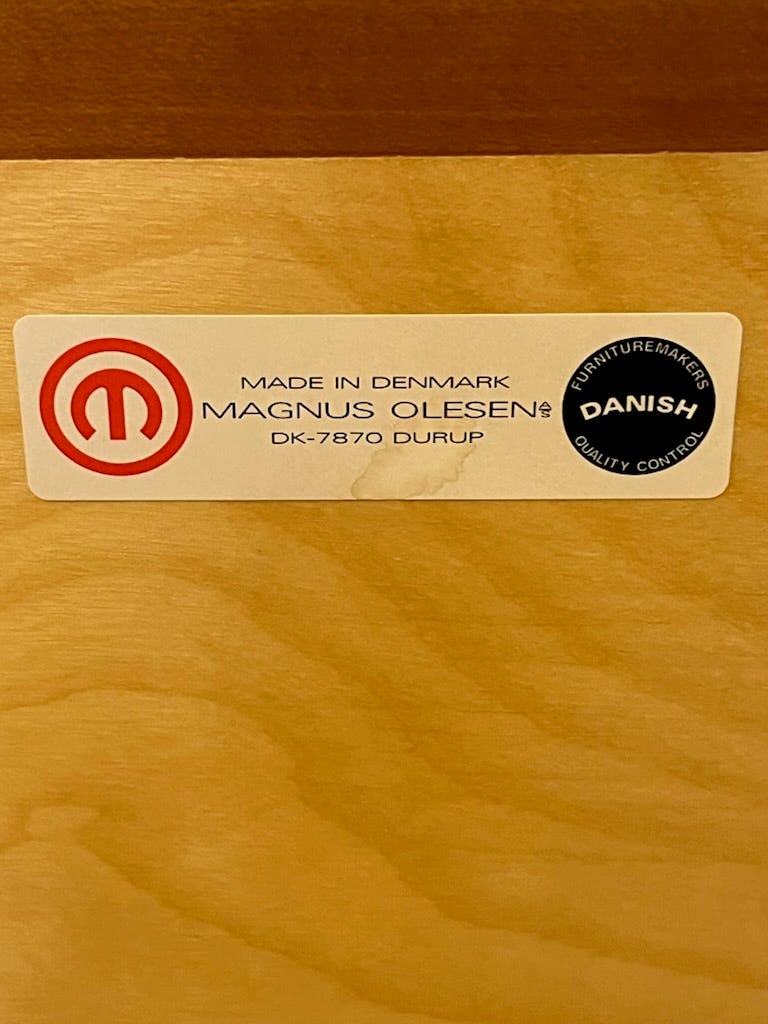 MADE IN DENMARK
MAGNUS OLESEN A/S
DK-7870 DURUP
FURNITUREMAKERS
DANISH
QUALITY CONTROL